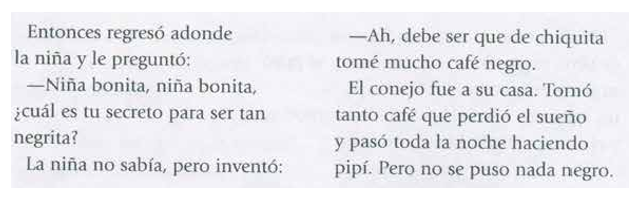 Entonces regresó adonde
la niña y le preguntó:
—Niña bonita, niña bonita,
¿cuál es tu secreto para ser tan
negrita?
La niña no sabía, pero inventó:
—Ah, debe ser que de chiquita
tomé mucho café negro.
El conejo fue a su casa. Tomó
tanto café que perdió el sueño
y pasó toda la noche haciendo
pipí. Pero no se puso nada negro.